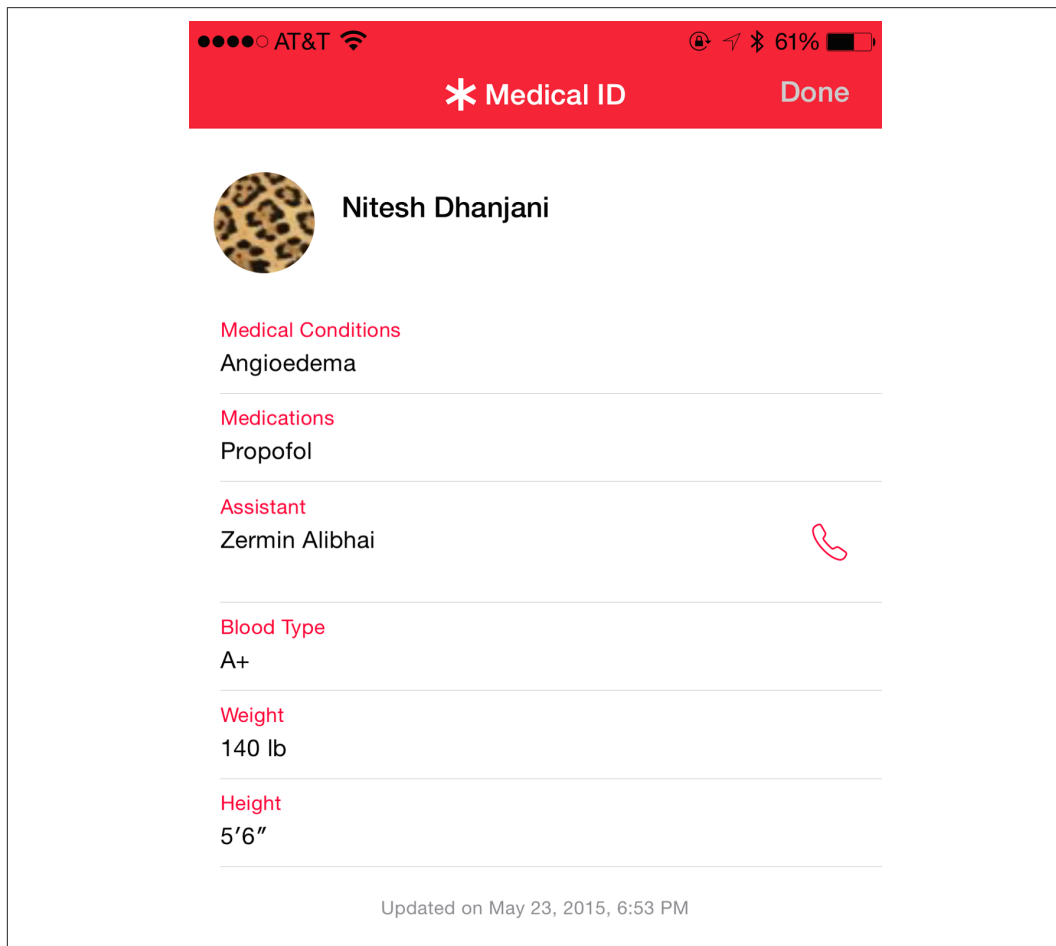 AT&T 61%
Medical ID Done
Nitesh Dhanjani
Medical Conditions
Angioedema
Medications
Propofol
Assistant
Zermin Alibhai
Blood Type
A+
Weight
140 lb
Height
5′6″
Updated on May 23, 2015, 6:53 PM